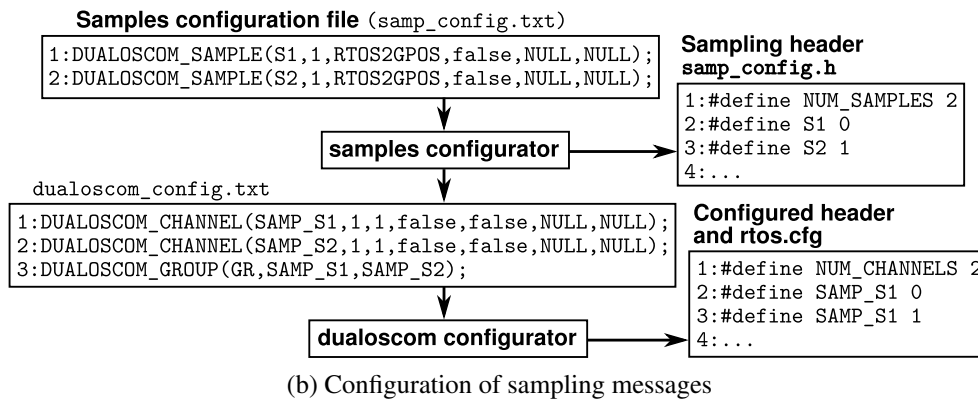 Samples configuration file (samp_config.txt)
1:DUALOSCOM_SAMPLE(S1,1,RTOS2GPOS,false,NULL,NULL);
2:DUALOSCOM_SAMPLE(S2,1,RTOS2GPOS,false,NULL,NULL);
Sampling header
samp_config.h
1:#define NUM_SAMPLES 2
2:#define S1 0
3:#define S2 1
4:...
samples configurator
dualoscom_config.txt
1:DUALOSCOM_CHANNEL(SAMP_S1,1,1,false,false,NULL,NULL);
2:DUALOSCOM_CHANNEL(SAMP_S2,1,1,false,false,NULL,NULL);
3:DUALOSCOM_GROUP(GR,SAMP_S1,SAMP_S2);
Configured header
and rtos.cfg
1:#define NUM_CHANNELS 2
2:#define SAMP_S1 0
3:#define SAMP_S1 1
4:...
dualoscom configurator
(b) Configuration of sampling messages